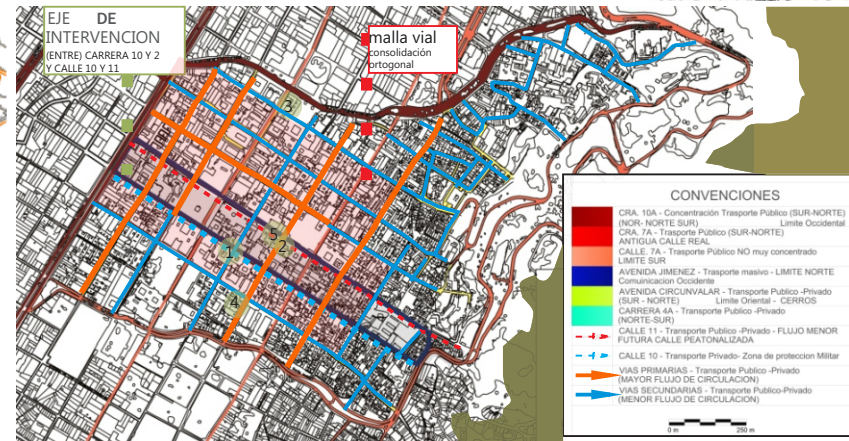 EJE DE
INTERVENCION
(ENTRE) CARRERA 10 Y 2
Y CALLE 10 Y 11
malla vial
consolidación
ortogonal
3
5
1
2
4
CONVENCIONES
CRA. 10A - Concentración Trasporte Público (SUR-NORTE)
(NOR- NORTE SUR) Limite Occidental
CRA. 7A - Trasporte Público (SUR-NORTE)
ANTIGUA CALLE REAL
CALLE. 7A - Trasporte Público NO muy concentrado
LIMITE SUR
AVENIDA JIMENEZ - Trasporte masivo - LIMITE NORTE
Comunicacion Occidente
AVENIDA CIRCUNVALAR - Transporte Publico -Privado
(SUR - NORTE) Limite Oriental - CERROS
CARRERA 4A - Transporte Publico -Privado
(NORTE-SUR)
CALLE 11 - Transporte Publico -Privado - FLUJO MENOR
FUTURA CALLE PEATONALIZADA
CALLE 10 - Transporte Privado- Zona de proteccion Militar
VIAS PRIMARIAS - Transporte Publico -Privado
(MAYOR FLUJO DE CIRCULACION)
VIAS SECUNDARIAS - Transporte Publico-Privado
(MENOR FLUJO DE CIRCULACION)
0 m 250 m